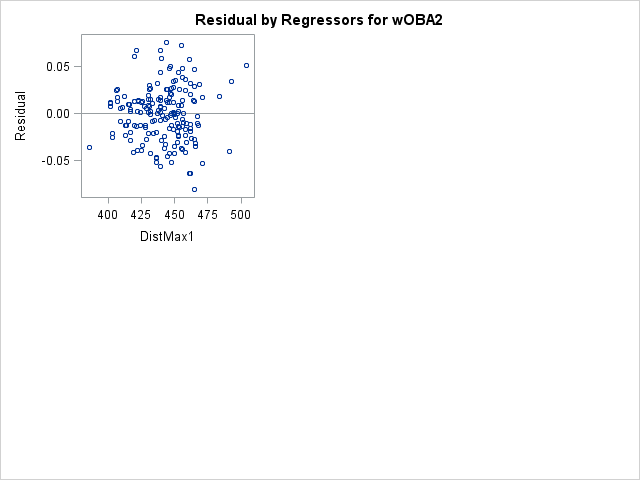 Residual by Regressors for wOBA2
0.05
0.00
-0.05
Residual
400 425 450 475 500
DistMax1